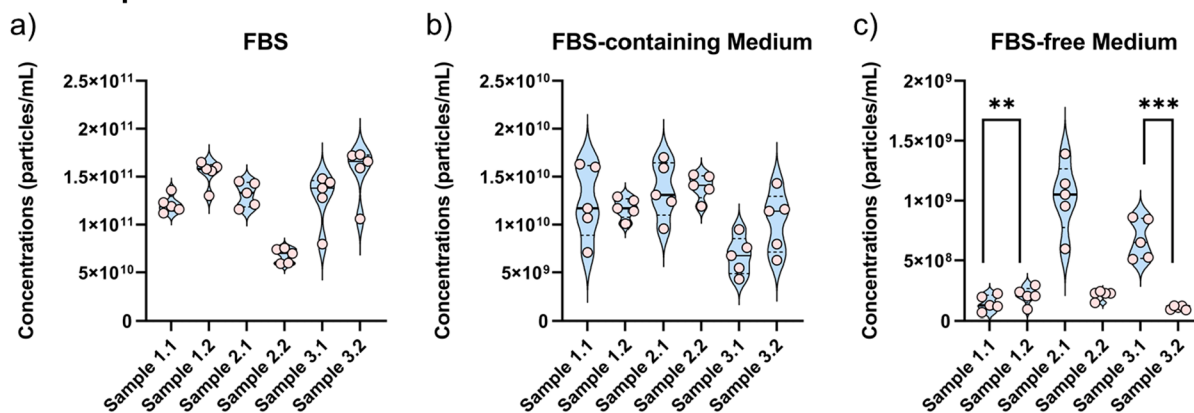 a)
FBS
Concentrations (particles/mL)
2.5×10¹¹
2×10¹¹
1.5×10¹¹
1×10¹¹
5×10¹⁰
0
Sample 1.1
Sample 1.2
Sample 2.1
Sample 2.2
Sample 3.1
Sample 3.2
b)
FBS-containing Medium
Concentrations (particles/mL)
2.5×10¹⁰
2×10¹⁰
1.5×10¹⁰
1×10¹⁰
5×10⁹
0
Sample 1.1
Sample 1.2
Sample 2.1
Sample 2.2
Sample 3.1
Sample 3.2
c)
FBS-free Medium
Concentrations (particles/mL)
2×10⁹
1.5×10⁹
1×10⁹
5×10⁸
0
** ***
Sample 1.1
Sample 1.2
Sample 2.1
Sample 2.2
Sample 3.1
Sample 3.2